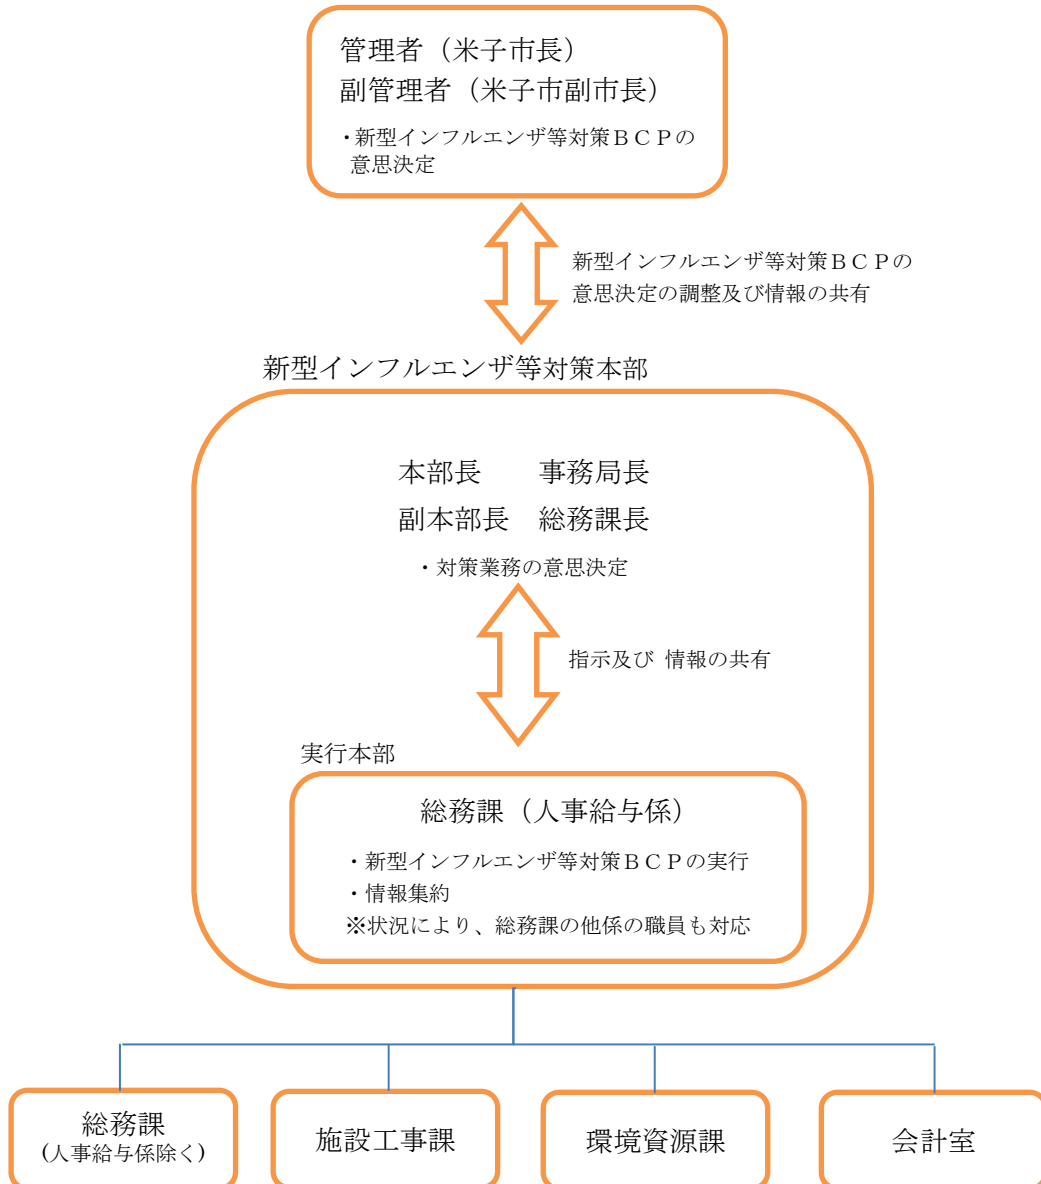 管理者（米子市長）
副管理者（米子市副市長）
・新型インフルエンザ等対策ＢＣＰの
意思決定
新型インフルエンザ等対策ＢＣＰの
意思決定の調整及び情報の共有
新型インフルエンザ等対策本部
本部長　　事務局長
副本部長　総務課長
・対策業務の意思決定
指示及び 情報の共有
実行本部
総務課（人事給与係）
・新型インフルエンザ等対策ＢＣＰの実行
・情報集約
※状況により、総務課の他係の職員も対応
総務課
(人事給与係除く)
施設工事課
環境資源課
会計室